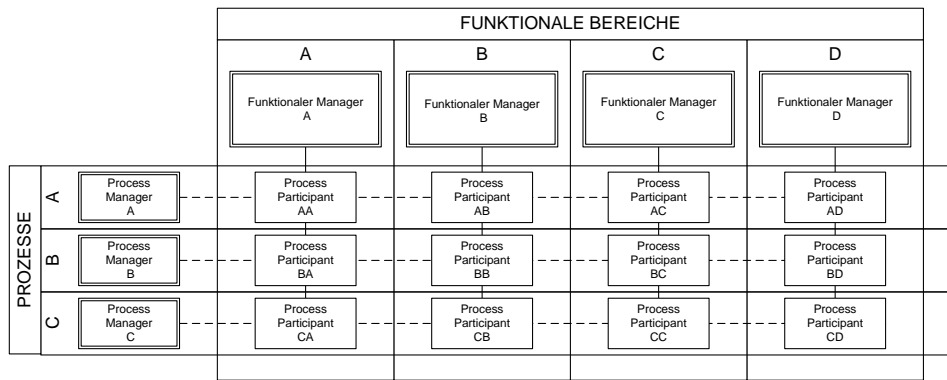 FUNKTIONALE BEREICHE
A
B
C
D
Funktionaler Manager
A
Funktionaler Manager
B
Funktionaler Manager
C
Funktionaler Manager
D
PROZESSE
A
Process
Manager
A
Process
Participant
AA
Process
Participant
AB
Process
Participant
AC
Process
Participant
AD
B
Process
Manager
B
Process
Participant
BA
Process
Participant
BB
Process
Participant
BC
Process
Participant
BD
C
Process
Manager
C
Process
Participant
CA
Process
Participant
CB
Process
Participant
CC
Process
Participant
CD